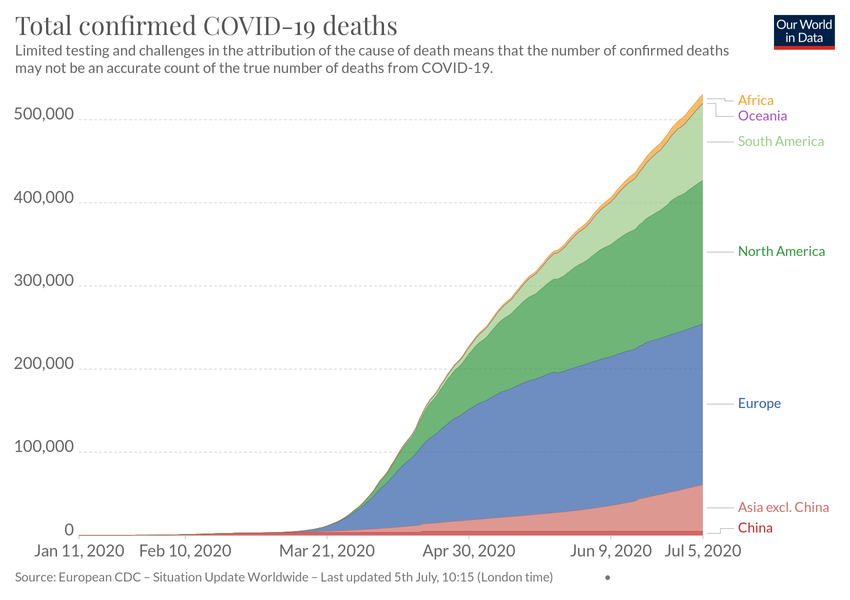 Total confirmed COVID-19 deaths
Our World
in Data
Limited testing and challenges in the attribution of the cause of death means that the number of confirmed deaths
may not be an accurate count of the true number of deaths from COVID-19.
500,000
400,000
300,000
200,000
100,000
0
Africa
Oceania
South America
North America
Europe
Asia excl. China
China
Jan 11, 2020 Feb 10, 2020 Mar 21, 2020 Apr 30, 2020 Jun 9, 2020 Jul 5, 2020
Source: European CDC – Situation Update Worldwide – Last updated 5th July, 10:15 (London time)